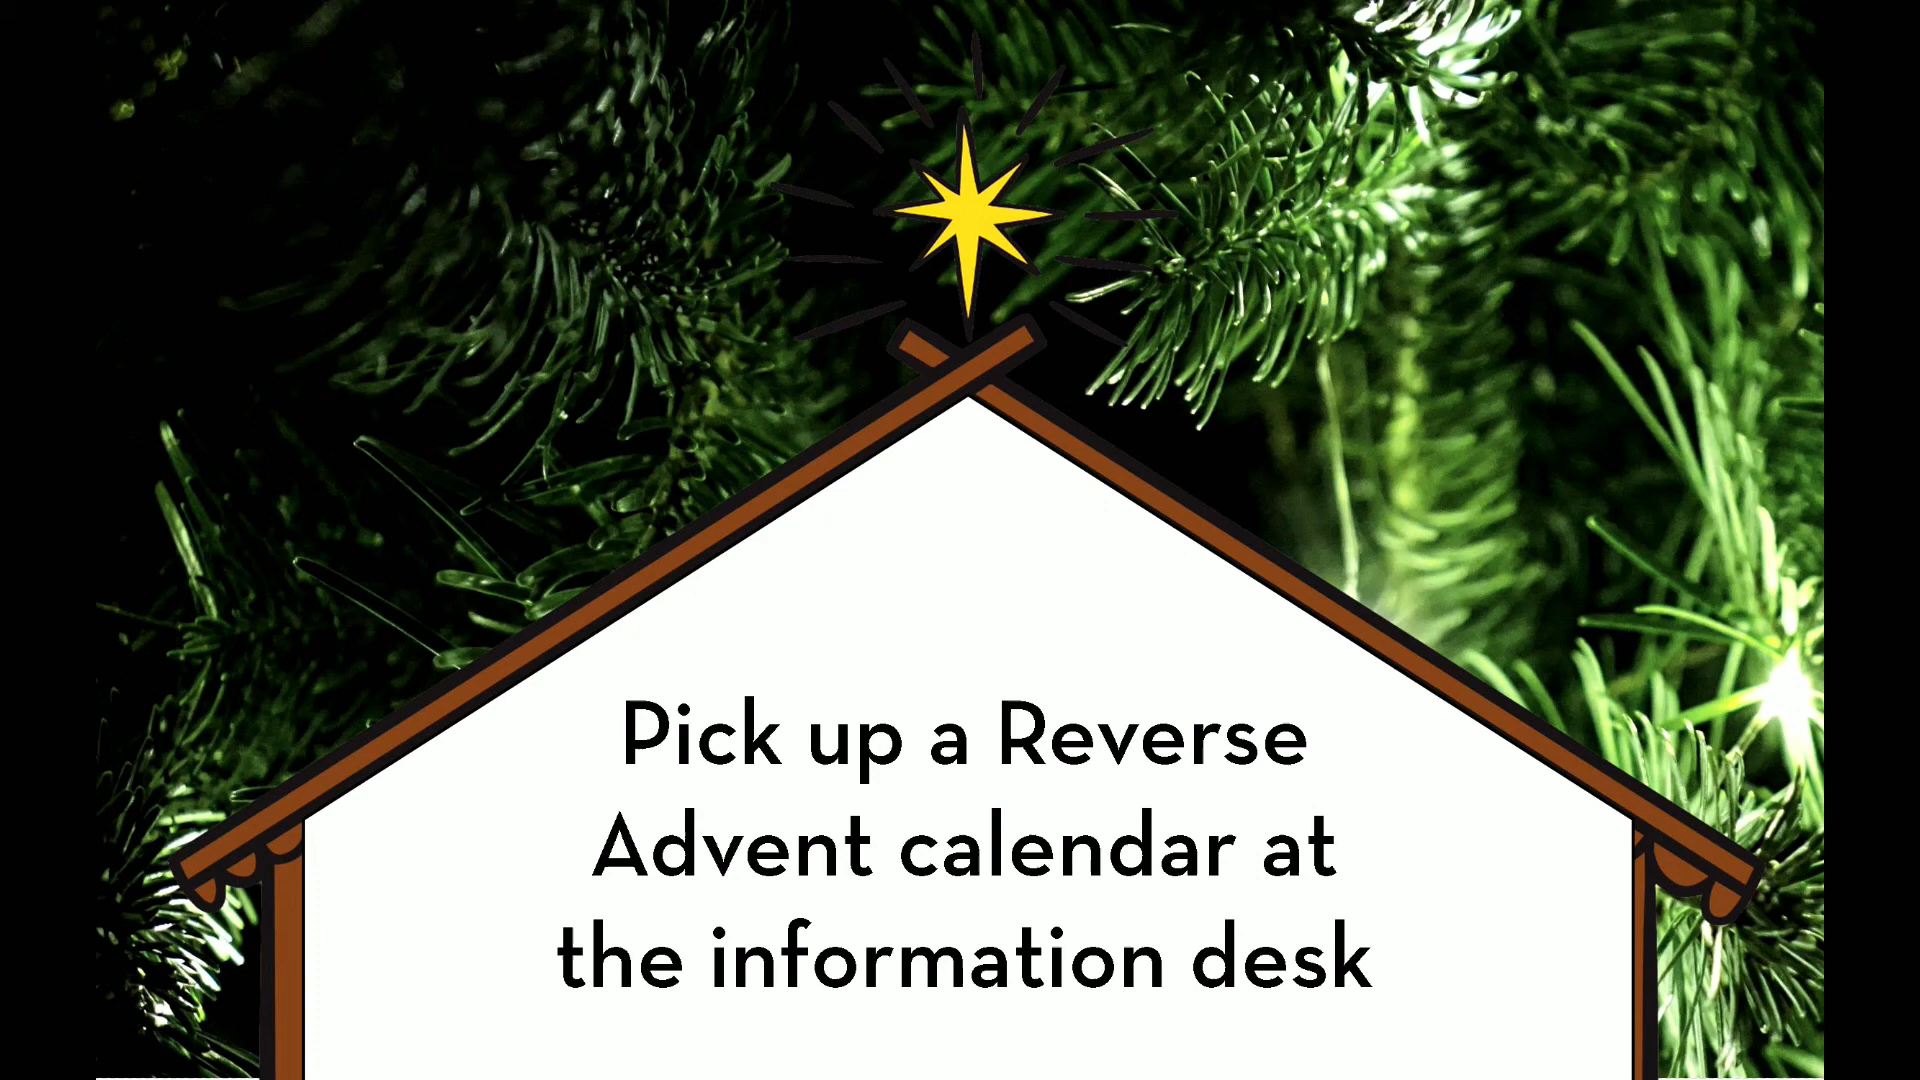 Pick up a Reverse
Advent calendar at
the information desk